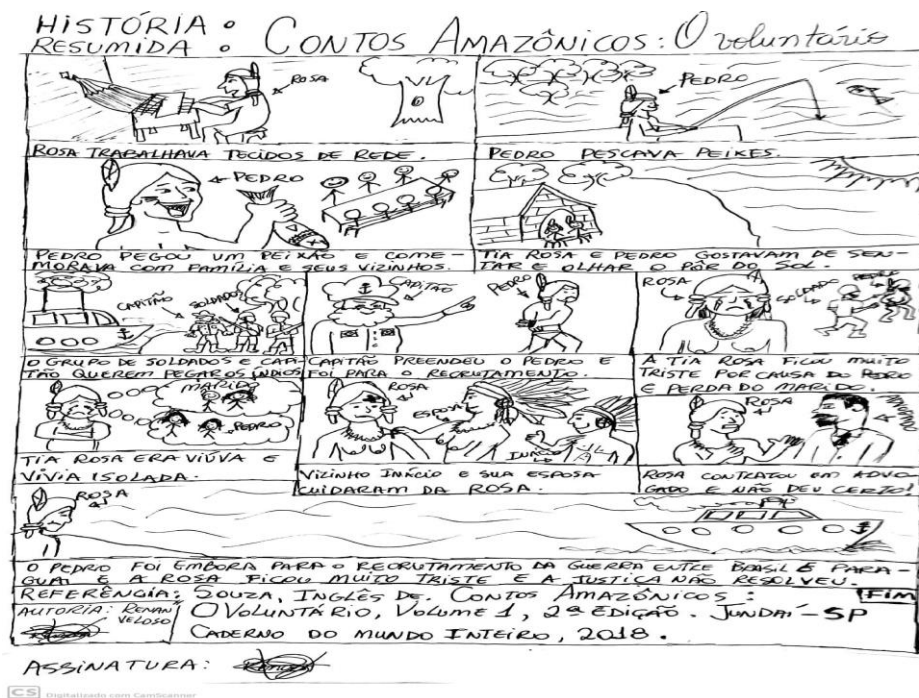 HISTÓRIA:
RESUMIDA: CONTOS AMAZÔNICOS: O voluntário
ROSA
ROSA TRABALHAVA TECIDOS DE REDE.
PEDRO
PEDRO PESCAVA PEIXES.
PEDRO
PEDRO PEGOU UM PEIXÃO E COME-
MORAVA COM FAMÍLIA E SEUS VIZINHOS.
TIA ROSA E PEDRO GOSTAVAM DE SEN-
TAR E OLHAR O PÔR DO SOL.
CAPITÃO
SOLDADOS
O GRUPO DE SOLDADOS E CAPI-
TÃO QUEREM PEGAR OS ÍNDIOS
CAPITÃO
PEDRO
CAPITÃO PREENDEU O PEDRO E
FOI PARA O RECRUTAMENTO.
ROSA
SOLDADO
PEDRO
A TIA ROSA FICOU MUITO
TRISTE POR CAUSA DO PEDRO
E PERDA DO MARIDO.
MARIDO
PEDRO
TIA ROSA ERA VIÚVA E
VIVIA ISOLADA.
ROSA
ESPOSA
INÁCIO
VIZINHO INÁCIO E SUA ESPOSA
CUIDARAM DA ROSA.
ROSA
ROSA CONTRATOU UM ADVO-
GADO E NÃO DEU CERTO!
ROSA
O PEDRO FOI EMBORA PARA O RECRUTAMENTO DA GUERRA ENTRE BRASIL E PARA-
GUAI E A ROSA FICOU MUITO TRISTE E A JUSTIÇA NÃO RESOLVEU.
FIM
REFERÊNCIA: SOUZA, INGLÊS DE. CONTOS AMAZÔNICOS:
O VOLUNTÁRIO, VOLUME 1, 2ª EDIÇÃO. JUNDAÍ-SP
CADERNO DO MUNDO INTEIRO, 2018.
AUTORIA: RENAN
VELOSO
ASSINATURA:
CS Digitalizado com CamScanner